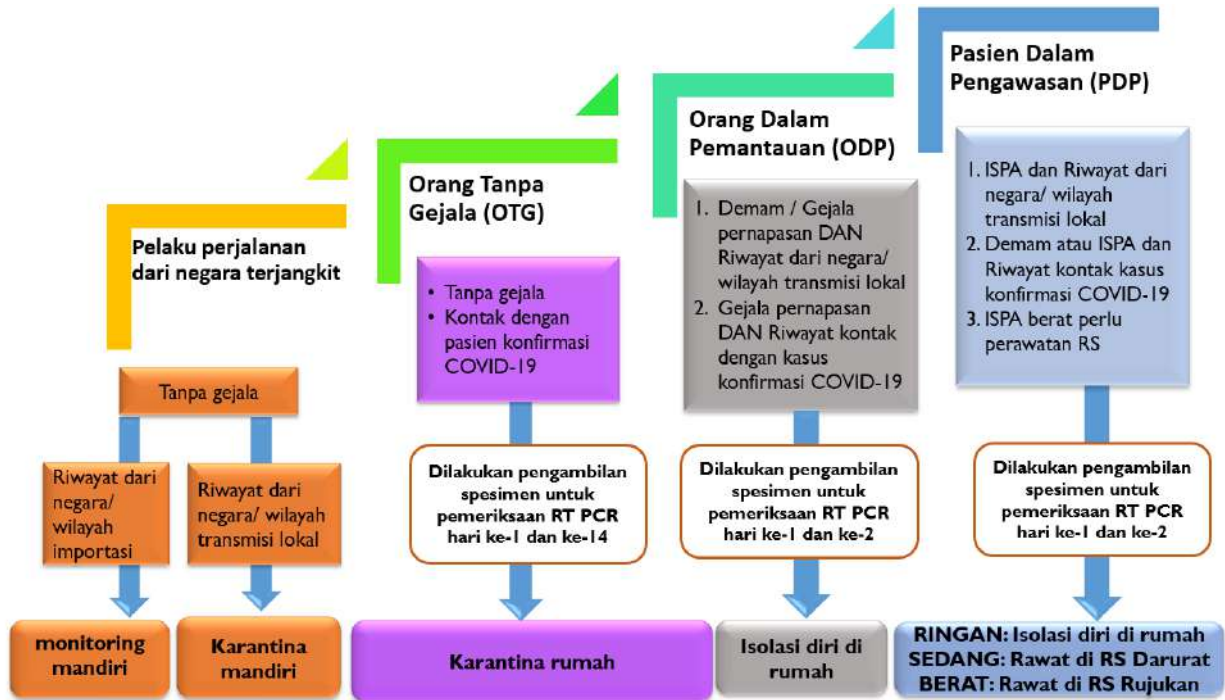 Pelaku perjalanan
dari negara terjangkit
Tanpa gejala
Riwayat dari
negara/
wilayah
importasi
Riwayat dari
negara/ wilayah
transmisi lokal
monitoring
mandiri
Karantina
mandiri
Orang Tanpa
Gejala (OTG)
• Tanpa gejala
• Kontak dengan
pasien konfirmasi
COVID-19
Dilakukan pengambilan
spesimen untuk
pemeriksaan RT PCR
hari ke-1 dan ke-14
Karantina rumah
Orang Dalam
Pemantauan (ODP)
1. Demam / Gejala
pernapasan DAN
Riwayat dari negara/
wilayah transmisi lokal
2. Gejala pernapasan
DAN Riwayat kontak
dengan kasus
konfirmasi COVID-19
Dilakukan pengambilan
spesimen untuk
pemeriksaan RT PCR
hari ke-1 dan ke-2
Isolasi diri di
rumah
Pasien Dalam
Pengawasan (PDP)
1. ISPA dan Riwayat dari
negara/ wilayah
transmisi lokal
2. Demam atau ISPA dan
Riwayat kontak kasus
konfirmasi COVID-19
3. ISPA berat perlu
perawatan RS
Dilakukan pengambilan
spesimen untuk
pemeriksaan RT PCR
hari ke-1 dan ke-2
RINGAN: Isolasi diri di rumah
SEDANG: Rawat di RS Darurat
BERAT: Rawat di RS Rujukan